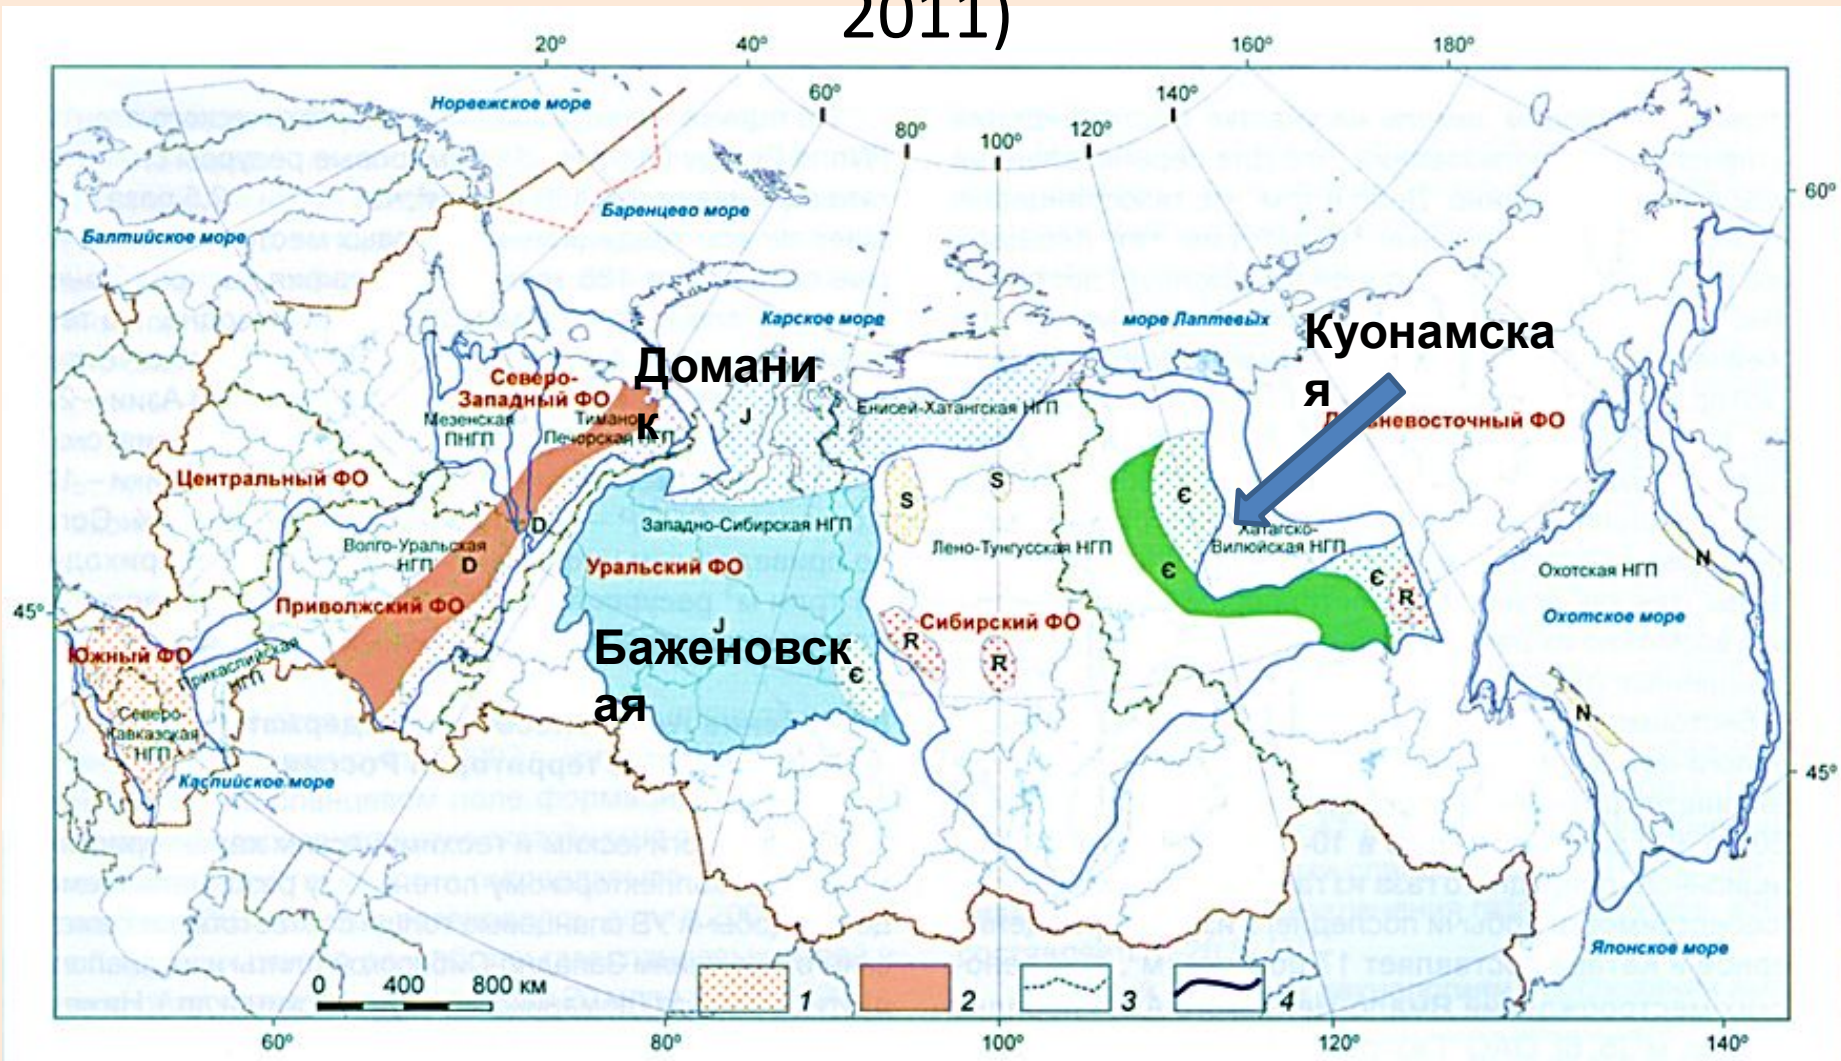 2011)
20° 40° 160° 180°
60° 140°
80° 100° 120°
Норвежское море
60°
Баренцево море
Балтийское море
Карское море
море Лаптевых
Куонамска
я
Домани
к
Северо-
Западный ФО
Мезенская
ПНГП
Тимано
Печорская НГП
J
Енисей-Хатангская НГП
Дальневосточный ФО
Центральный ФО
S
S
Є
D
Западно-Сибирская НГП
Хатагско-
Вилюйская НГП
Волго-Уральская
НГП
D
Лено-Тунгусская НГП
N
Уральский ФО
Є
Є
R
Охотская НГП
45°
Приволжский ФО
J
Сибирский ФО
Охотское море
Баженовск
ая
R
R
Є
Южный ФО
Прикаспийская
НГП
N
Северо-
Кавказская
НГП
Каспийское море
45°
Японское море
0 400 800 км
1 2 3 4
60° 80° 100° 120° 140°